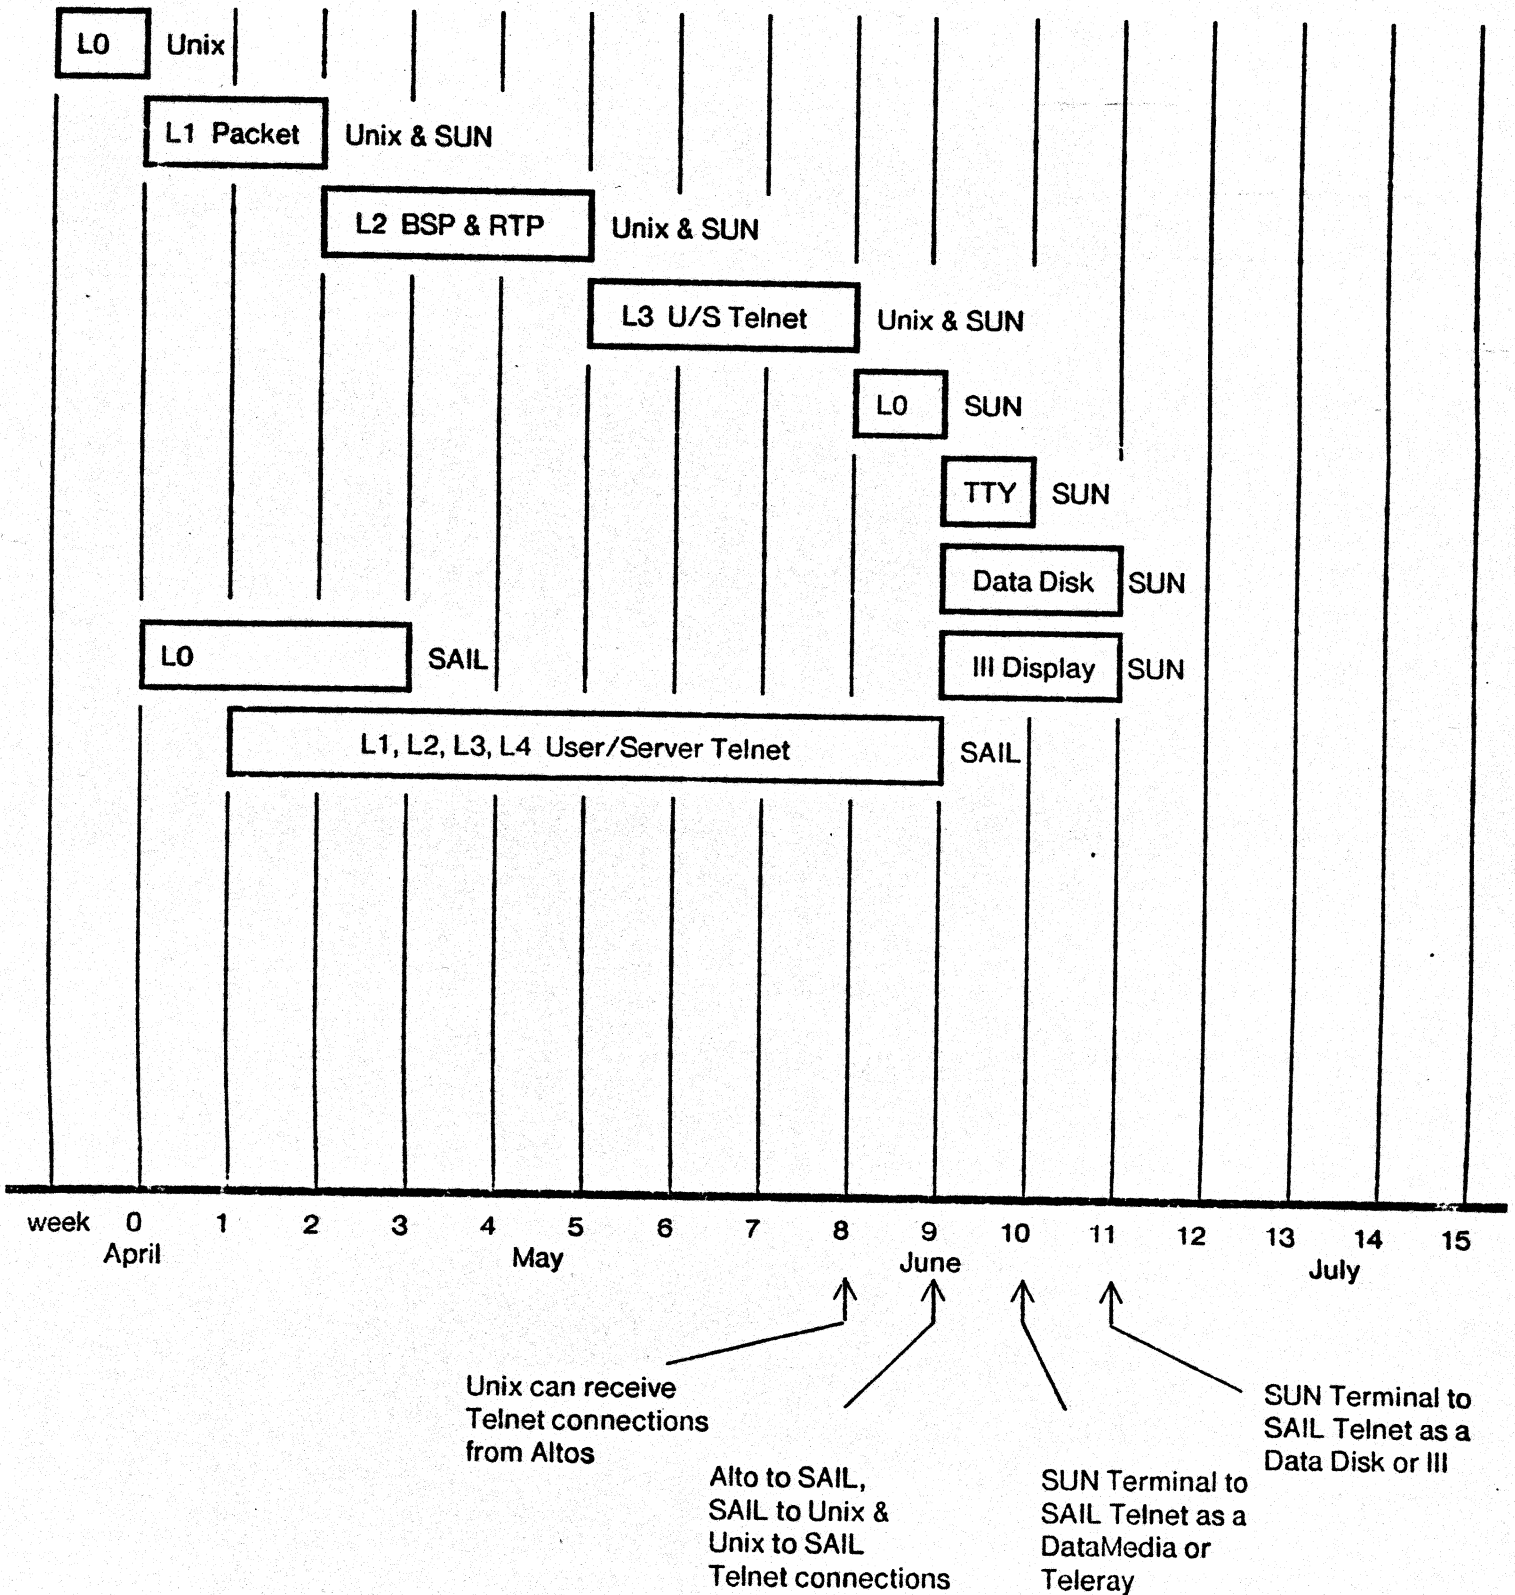 L0 Unix
L1 Packet Unix & SUN
L2 BSP & RTP Unix & SUN
L3 U/S Telnet Unix & SUN
L0 SUN
TTY SUN
Data Disk SUN
L0 SAIL
III Display SUN
L1, L2, L3, L4 User/Server Telnet SAIL
week 0 1 2 3 4 5 6 7 8 9 10 11 12 13 14 15
April May June July
Unix can receive
Telnet connections
from Altos
Alto to SAIL,
SAIL to Unix &
Unix to SAIL
Telnet connections
SUN Terminal to
SAIL Telnet as a
DataMedia or
Teleray
SUN Terminal to
SAIL Telnet as a
Data Disk or III